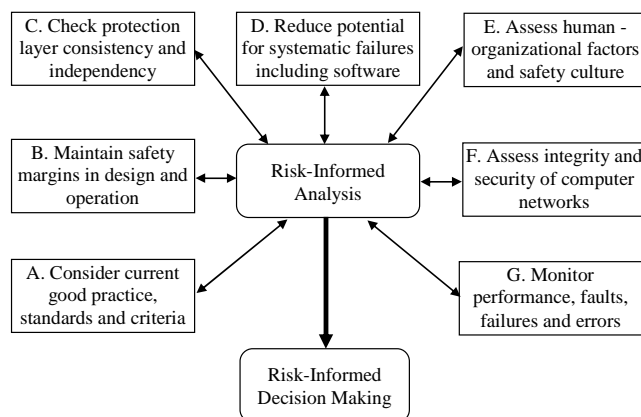 C. Check protection
layer consistency and
independency
D. Reduce potential
for systematic failures
including software
E. Assess human -
organizational factors
and safety culture
B. Maintain safety
margins in design and
operation
Risk-Informed
Analysis
F. Assess integrity and
security of computer
networks
A. Consider current
good practice,
standards and criteria
G. Monitor
performance, faults,
failures and errors
Risk-Informed
Decision Making